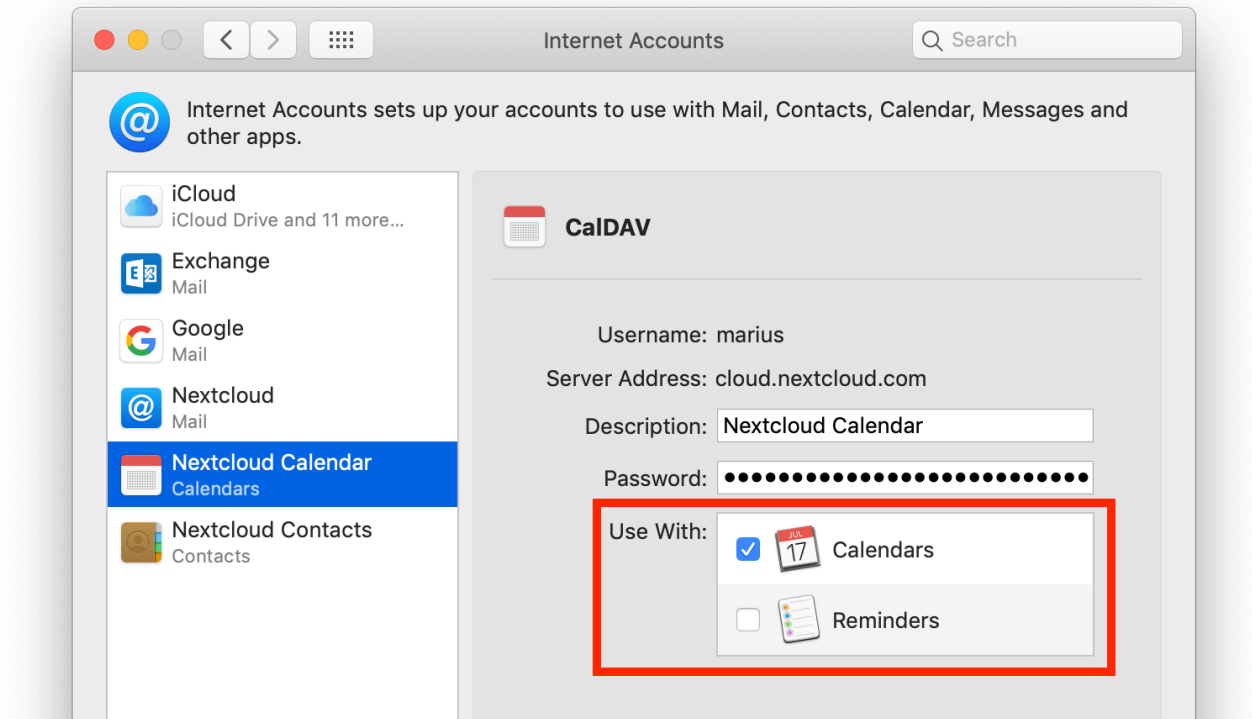 Internet Accounts
Search
Internet Accounts sets up your accounts to use with Mail, Contacts, Calendar, Messages and
other apps.
iCloud
iCloud Drive and 11 more...
Exchange
Mail
Google
Mail
Nextcloud
Mail
Nextcloud Calendar
Calendars
Nextcloud Contacts
Contacts
CalDAV
Username: marius
Server Address: cloud.nextcloud.com
Description: Nextcloud Calendar
Password: ●●●●●●●●●●●●●●●●●●●●●●●●●●●
Use With:
JUL
17
Calendars
Reminders